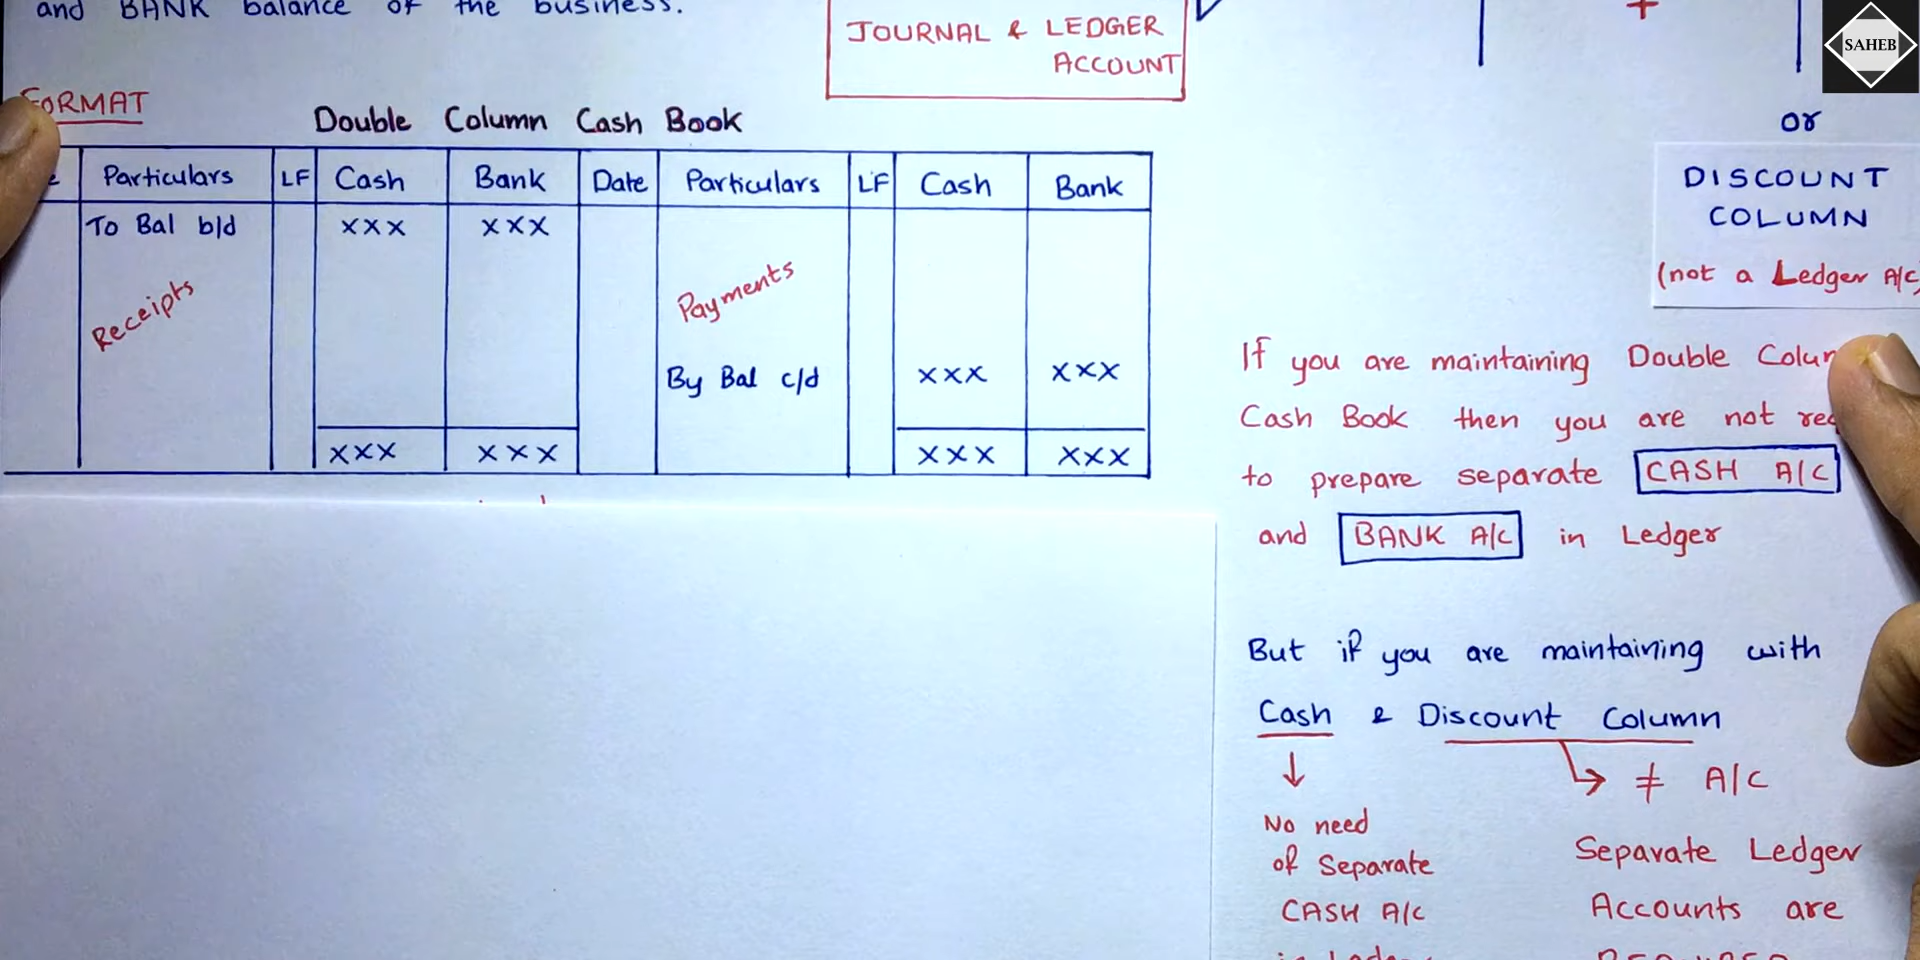 and BANK balance of the business.
JOURNAL & LEDGER
ACCOUNT
+
SAHEB
FORMAT
Double Column Cash Book
Particulars LF Cash Bank Date Particulars LF Cash Bank
To Bal b/d xxx xxx
Receipts
Payments
By Bal c/d xxx xxx
xxx xxx xxx xxx
or
DISCOUNT
COLUMN
(not a Ledger A/c)
If you are maintaining Double
Cash Book then you are not
to prepare separate CASH A/C
and BANK A/c in Ledger
But if you are maintaining with
Cash & Discount Column
↓ ↳ ≠ A/C
No need
of Separate
CASH A/c
Separate Ledger
Accounts are